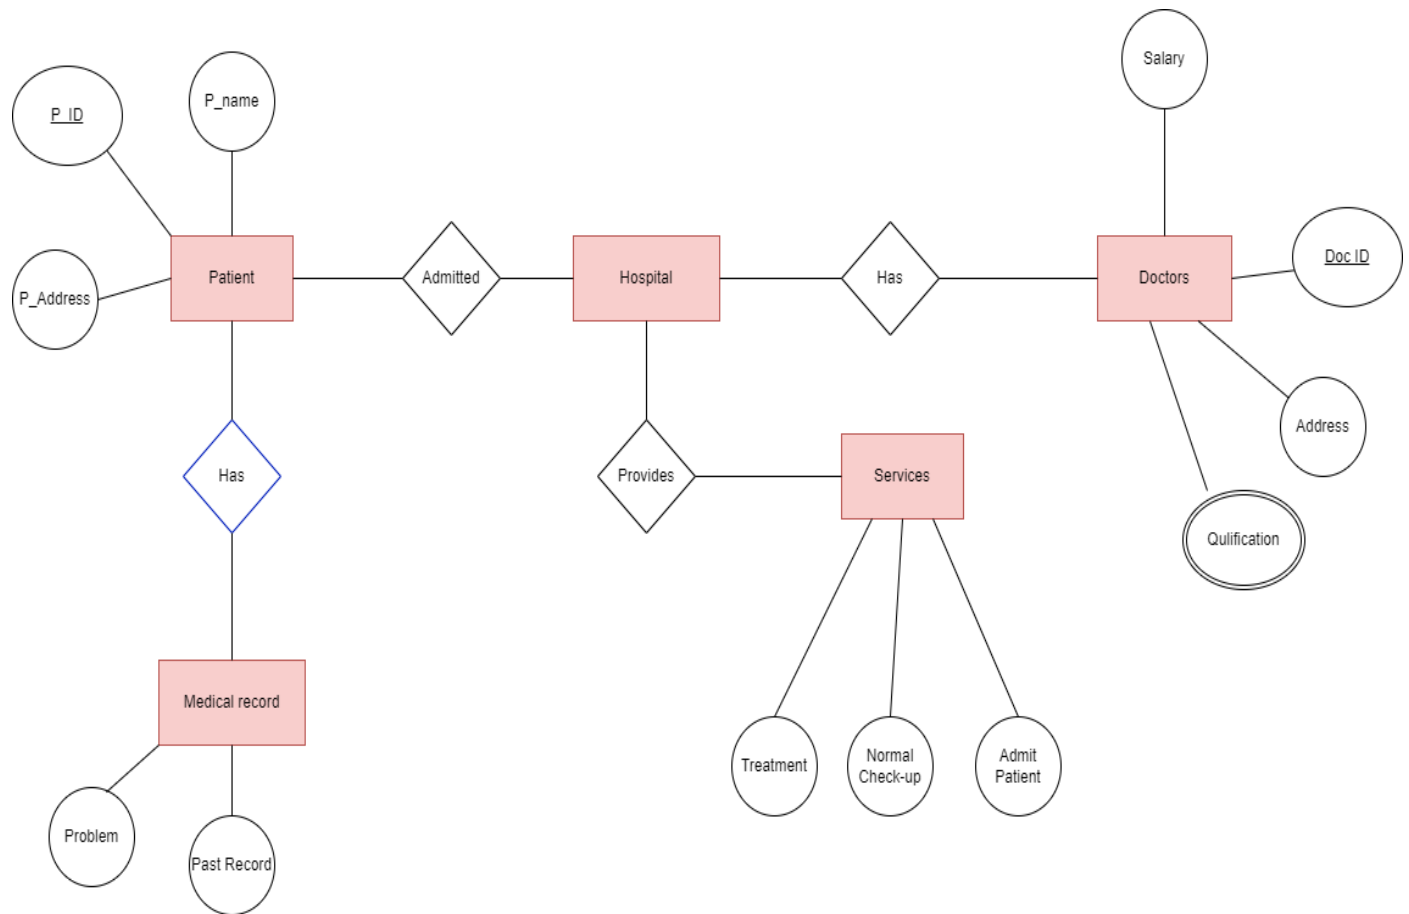 Salary
P_name
P_ID
Doc ID
Patient
Admitted
Hospital
Has
Doctors
P_Address
Address
Has
Provides
Services
Qulification
Medical record
Treatment
Normal
Check-up
Admit
Patient
Problem
Past Record